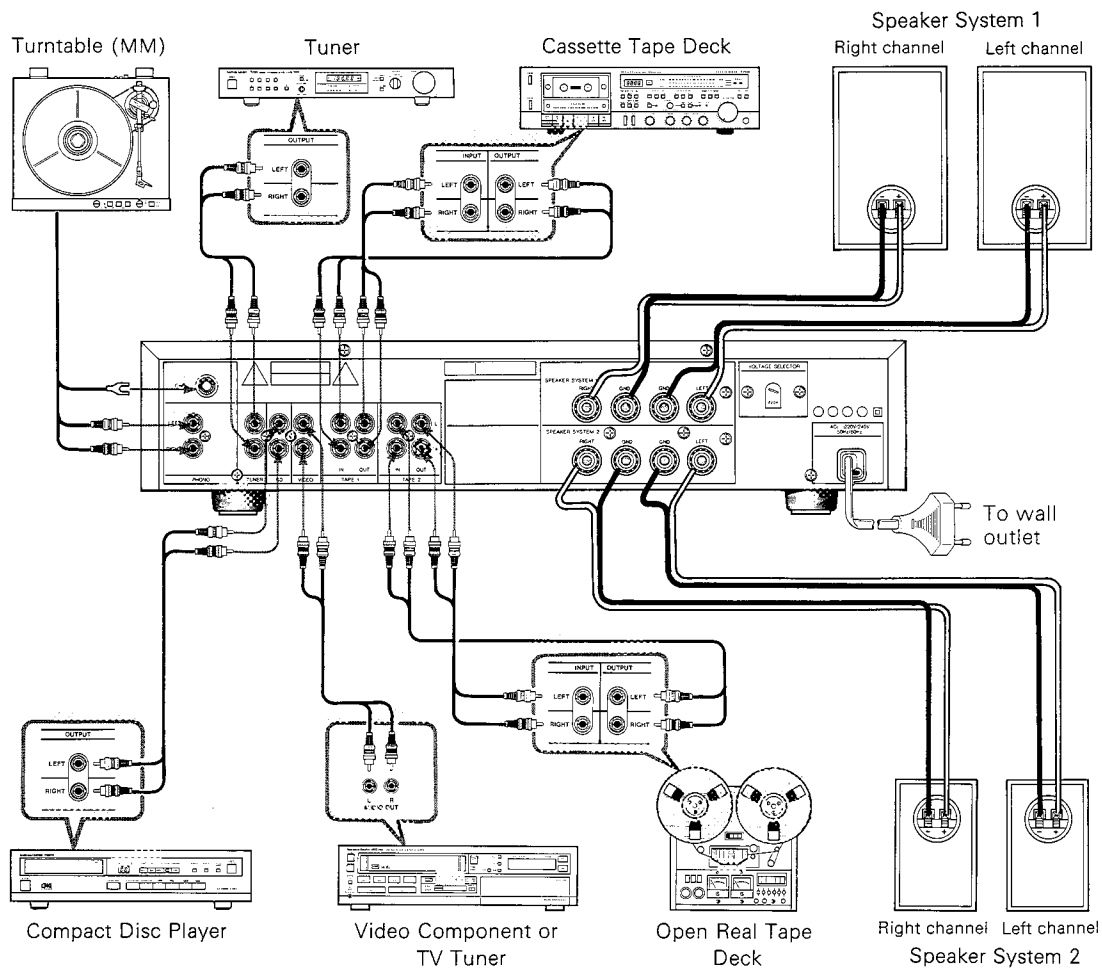 Speaker System 1
Turntable (MM)
Tuner
Cassette Tape Deck
Right channel
Left channel
OUTPUT
LEFT
RIGHT
INPUT
OUTPUT
LEFT
LEFT
RIGHT
RIGHT
VOLTAGE SELECTOR
SPEAKER SYSTEM 1
RIGHT
GND
GND
LEFT
SPEAKER SYSTEM 2
RIGHT
GND
GND
LEFT
PHONO
TUNER
CD
VIDEO
IN
OUT
TAPE 1
IN
OUT
TAPE 2
To wall
outlet
INPUT
OUTPUT
LEFT
LEFT
RIGHT
RIGHT
OUTPUT
LEFT
RIGHT
L
R
AUDIO OUT
Compact Disc Player
Video Component or
TV Tuner
Open Real Tape
Deck
Right channel
Left channel
Speaker System 2